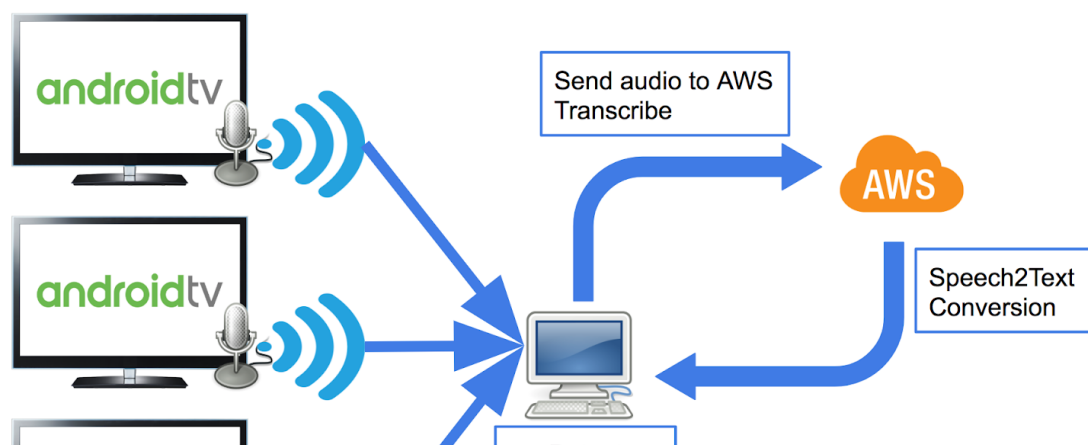 androidtv
Send audio to AWS
Transcribe
AWS
androidtv
Speech2Text
Conversion